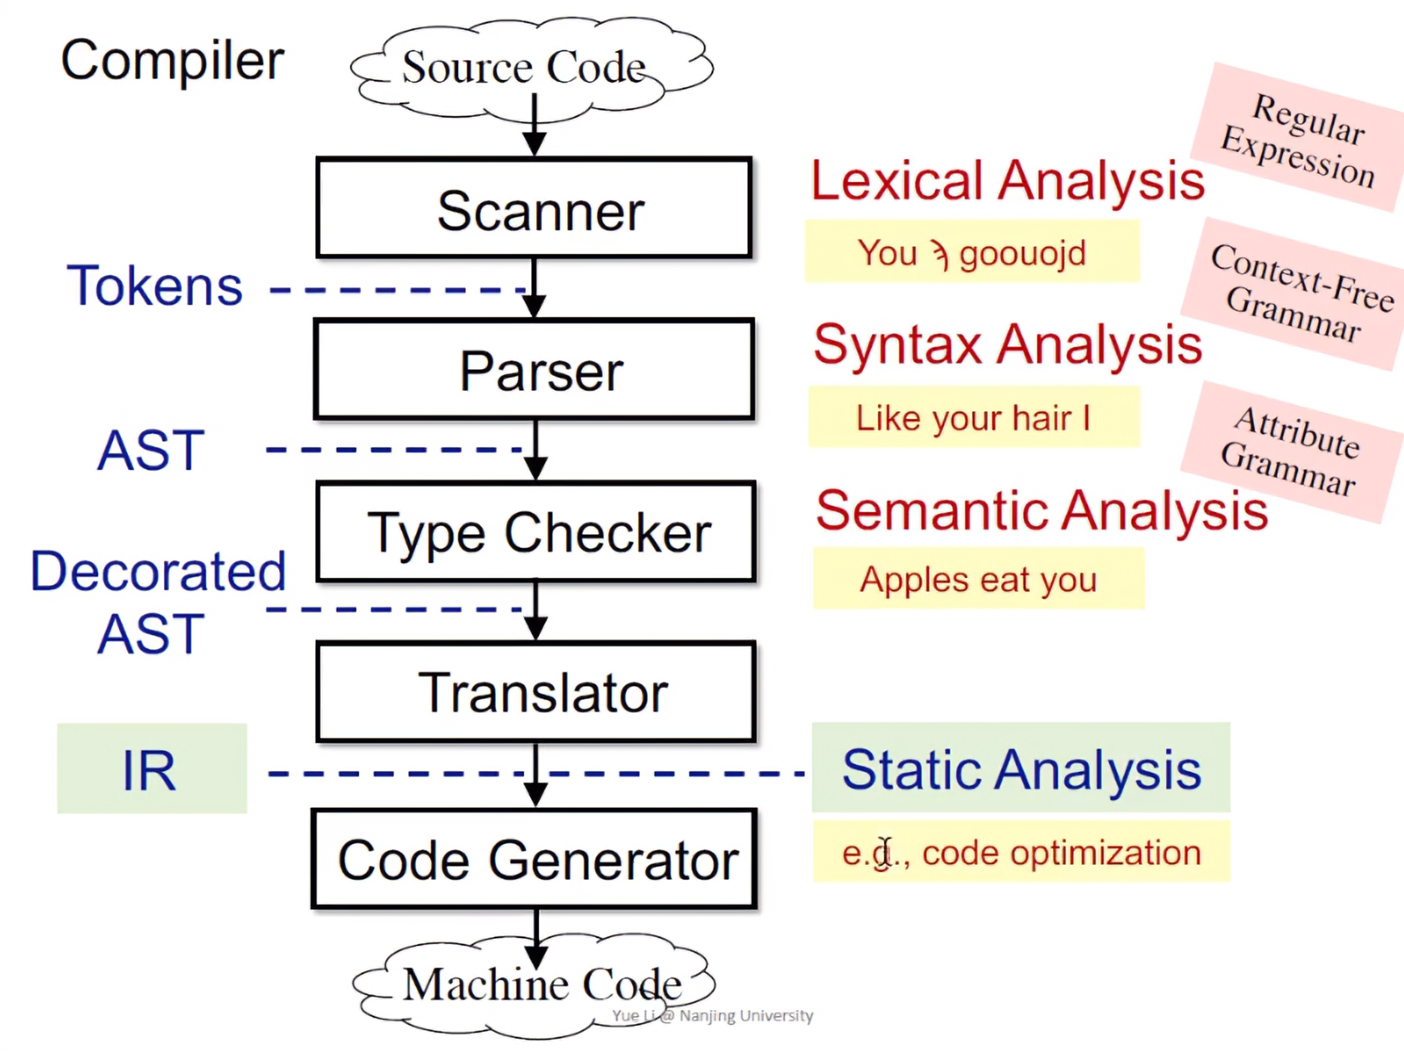 Compiler
Source Code
Scanner
Lexical Analysis
Regular
Expression
You goouojd
Tokens
Parser
Syntax Analysis
Context-Free
Grammar
Like your hair I
AST
Type Checker
Semantic Analysis
Attribute
Grammar
Apples eat you
Decorated
AST
Translator
IR
Static Analysis
e.g., code optimization
Code Generator
Machine Code
Yue Li @ Nanjing University